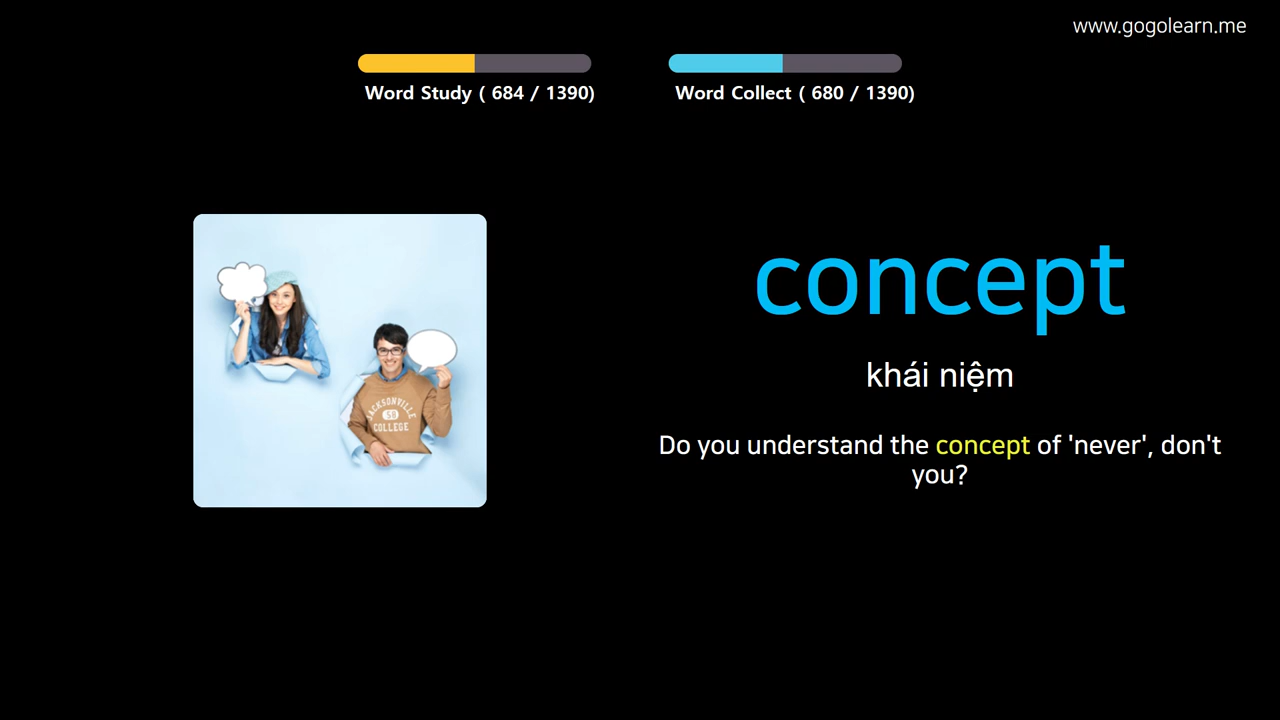 www.gogolearn.me
Word Study ( 684 / 1390)
Word Collect ( 680 / 1390)
JACKSONVILLE
58
COLLEGE
concept
khái niệm
Do you understand the concept of 'never', don't
you?